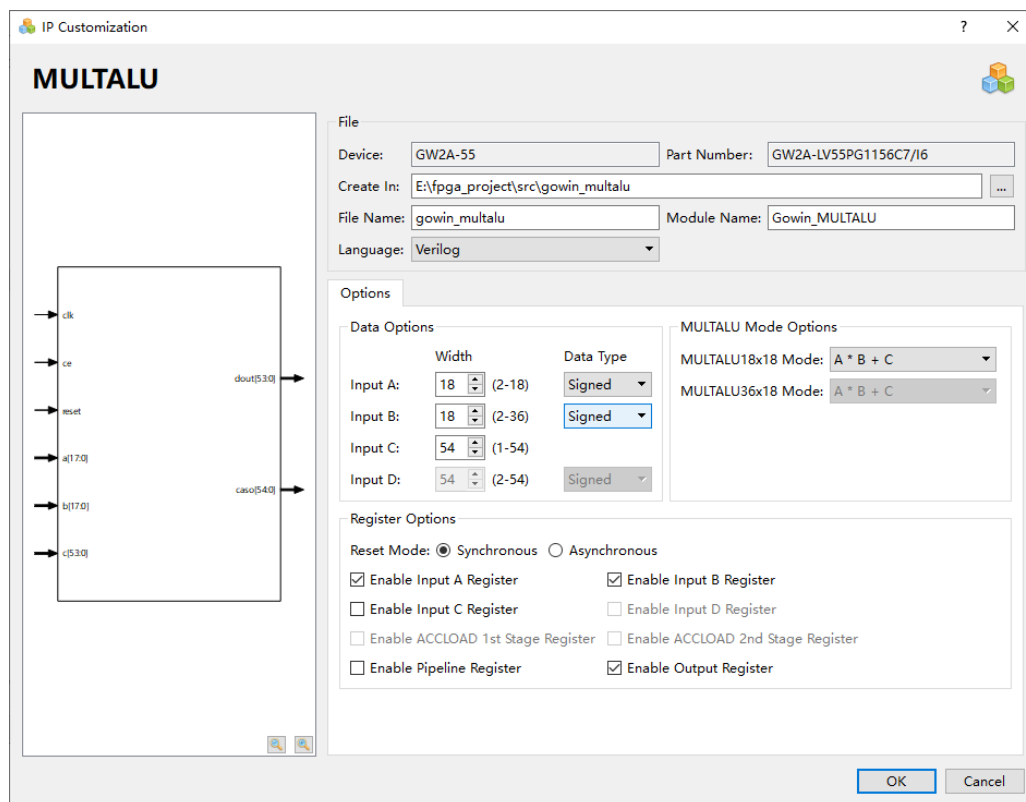 IP Customization
?
MULTALU
clk
ce
reset
a[17:0]
b[17:0]
c[53:0]
dout[53:0]
caso[54:0]
File
Device: GW2A-55 Part Number: GW2A-LV55PG1156C7/I6
Create In: E:\fpga_project\src\gowin_multalu ...
File Name: gowin_multalu Module Name: Gowin_MULTALU
Language: Verilog
Options
Data Options
Width Data Type
Input A: 18 (2-18) Signed
Input B: 18 (2-36) Signed
Input C: 54 (1-54)
Input D: 54 (2-54) Signed
MULTALU Mode Options
MULTALU18x18 Mode: A * B + C
MULTALU36x18 Mode: A * B + C
Register Options
Reset Mode: Synchronous Asynchronous
Enable Input A Register Enable Input B Register
Enable Input C Register Enable Input D Register
Enable ACCLOAD 1st Stage Register Enable ACCLOAD 2nd Stage Register
Enable Pipeline Register Enable Output Register
OK Cancel